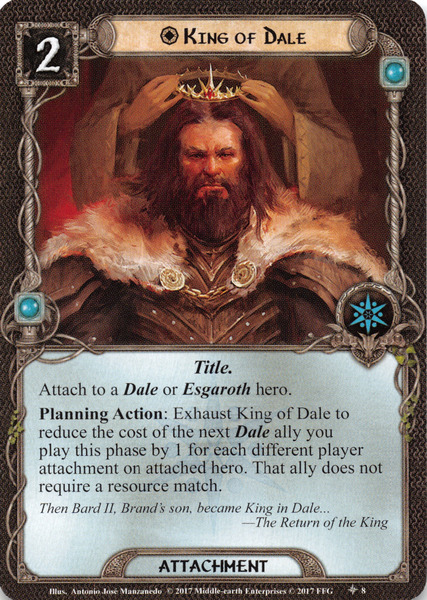 2
King of Dale
Title.
Attach to a Dale or Esgaroth hero.
Planning Action: Exhaust King of Dale to
reduce the cost of the next Dale ally you
play this phase by 1 for each different player
attachment on attached hero. That ally does not
require a resource match.
Then Bard II, Brand's son, became King in Dale...
—The Return of the King
ATTACHMENT
Illus. Antonio José Manzanedo © 2017 Middle-earth Enterprises © 2017 FFG 8